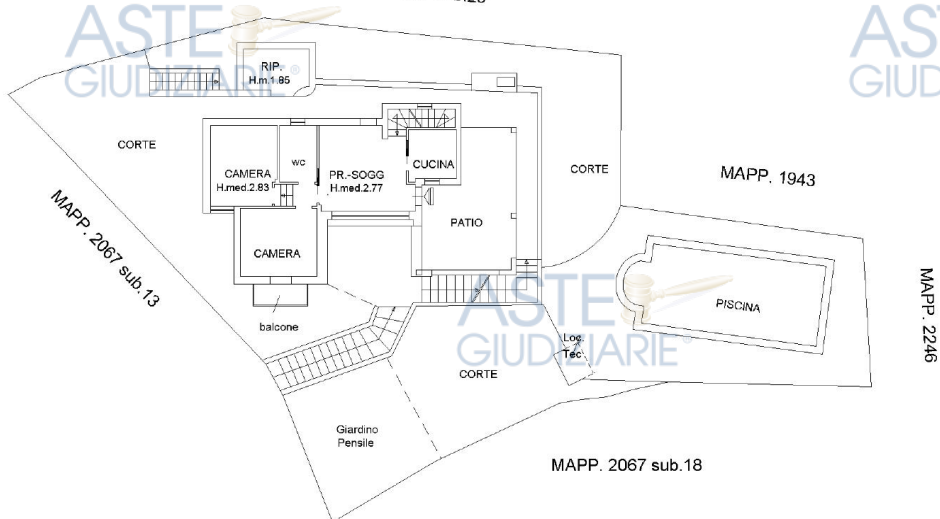 ASTE
GIUDIZIARIE®
RIP.
H.m.1.85
CORTE
WC
CAMERA
H.med.2.83
PR.-SOGG
H.med.2.77
CUCINA
CORTE
MAPP. 1943
PATIO
CAMERA
MAPP. 2067 sub.13
balcone
PISCINA
MAPP. 2246
ASTE
GIUDIZIARIE®
Loc.
Tec.
CORTE
Giardino
Pensile
MAPP. 2067 sub.18